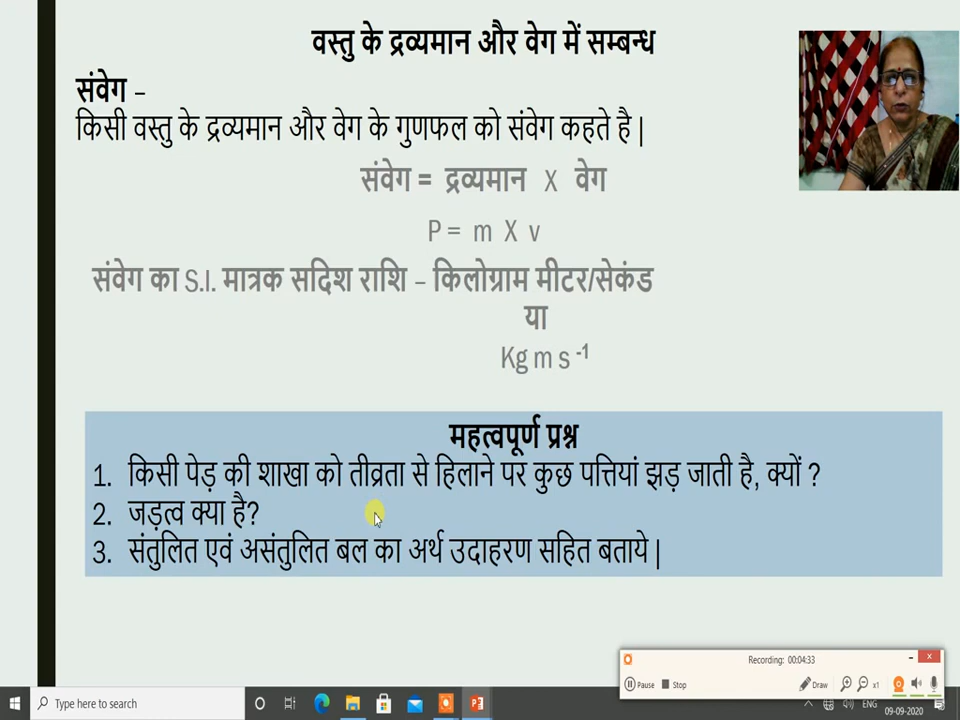 वस्तु के द्रव्यमान और वेग में सम्बन्ध
संवेग –
किसी वस्तु के द्रव्यमान और वेग के गुणफल को संवेग कहते है |
संवेग = द्रव्यमान X वेग
P = m X v
संवेग का S.I. मात्रक सदिश राशि – किलोग्राम मीटर/सेकंड
या
Kg m s -1
महत्वपूर्ण प्रश्न
1. किसी पेड़ की शाखा को तीव्रता से हिलाने पर कुछ पत्तियां झड़ जाती है, क्यों ?
2. जड़त्व क्या है?
3. संतुलित एवं असंतुलित बल का अर्थ उदाहरण सहित बताये |
Recording: 00:04:33
Pause Stop Draw x1
Type here to search
ENG
09-09-2020